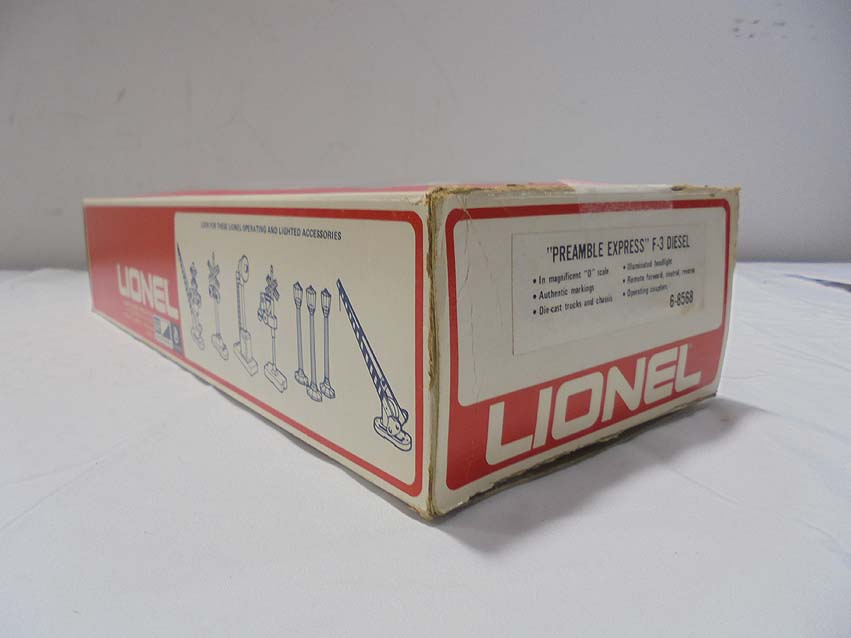 LOOK FOR THESE LIONEL OPERATING AND LIGHTED ACCESSORIES
LIONEL
"PREAMBLE EXPRESS" F-3 DIESEL
• In magnificent "O" scale
• Authentic markings
• Die-cast trucks and chassis
• Illuminated headlight
• Remote forward, neutral, reverse
• Operating couplers
6-8568
LIONEL